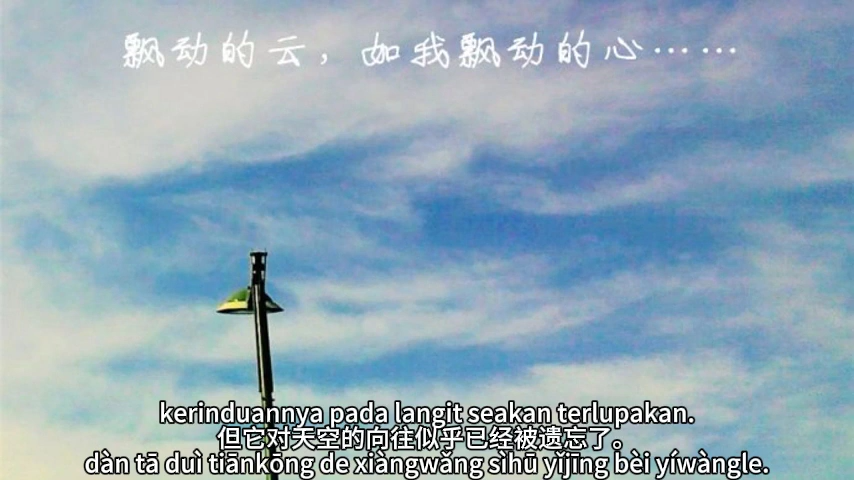 飘动的云，如我飘动的心……
kerinduannya pada langit seakan terlupakan.
但它对天空的向往似乎已经被遗忘了。
dàn tā duì tiānkōng de xiàngwǎng sìhū yǐjīng bèi yíwàngle.